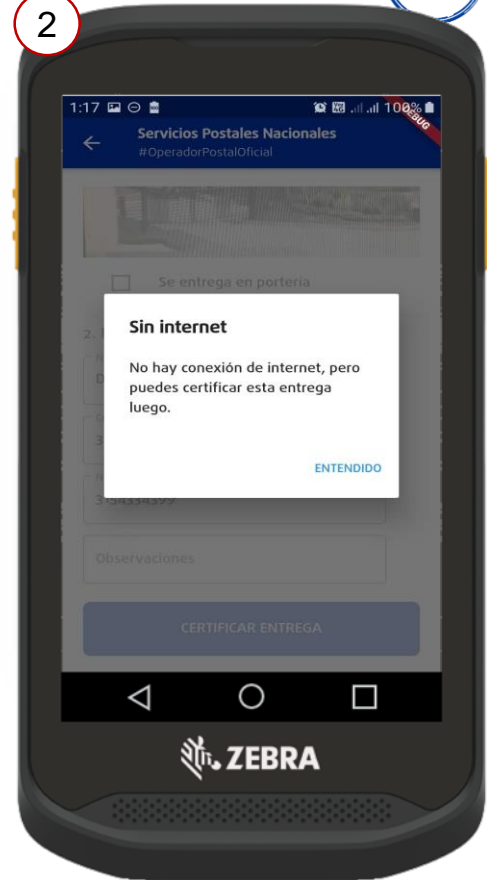 2
1:17 100%
DEBUG
Servicios Postales Nacionales
#OperadorPostalOficial
Se entrega en portería
2.
Sin internet
No hay conexión de internet, pero
puedes certificar esta entrega
luego.
ENTENDIDO
Observaciones
CERTIFICAR ENTREGA
ZEBRA